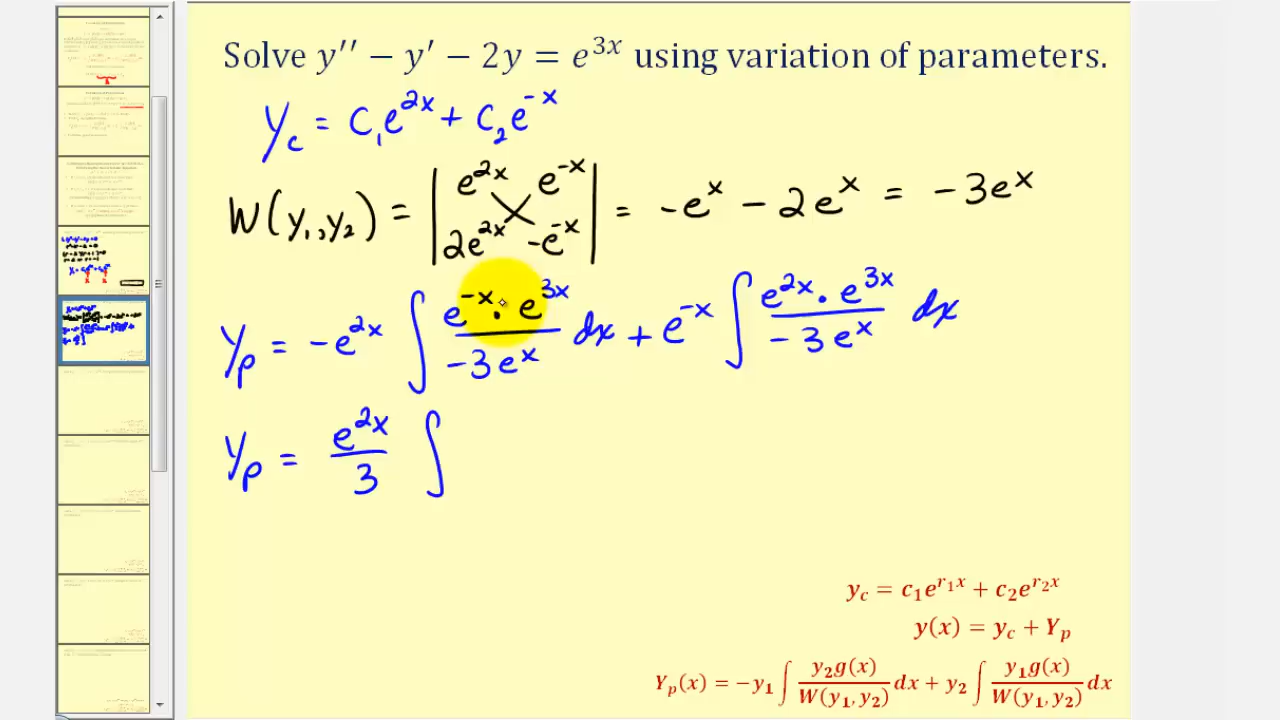 Solve y′′ − y′ − 2y = e^{3x} using variation of parameters.
y_c = c_1e^{2x} + c_2e^{-x}
W(y_1, y_2) = | e^{2x} e^{-x} ; 2e^{2x} -e^{-x} | = -e^x - 2e^x = -3e^x
y_p = -e^{2x} ∫ (e^{-x} · e^{3x})/(-3e^x) dx + e^{-x} ∫ (e^{2x} · e^{3x})/(-3e^x) dx
y_p = e^{2x}/3 ∫
y_c = c_1e^{r_1x} + c_2e^{r_2x}
y(x) = y_c + Y_p
Y_p(x) = −y_1 ∫ y_2g(x)/W(y_1, y_2) dx + y_2 ∫ y_1g(x)/W(y_1, y_2) dx